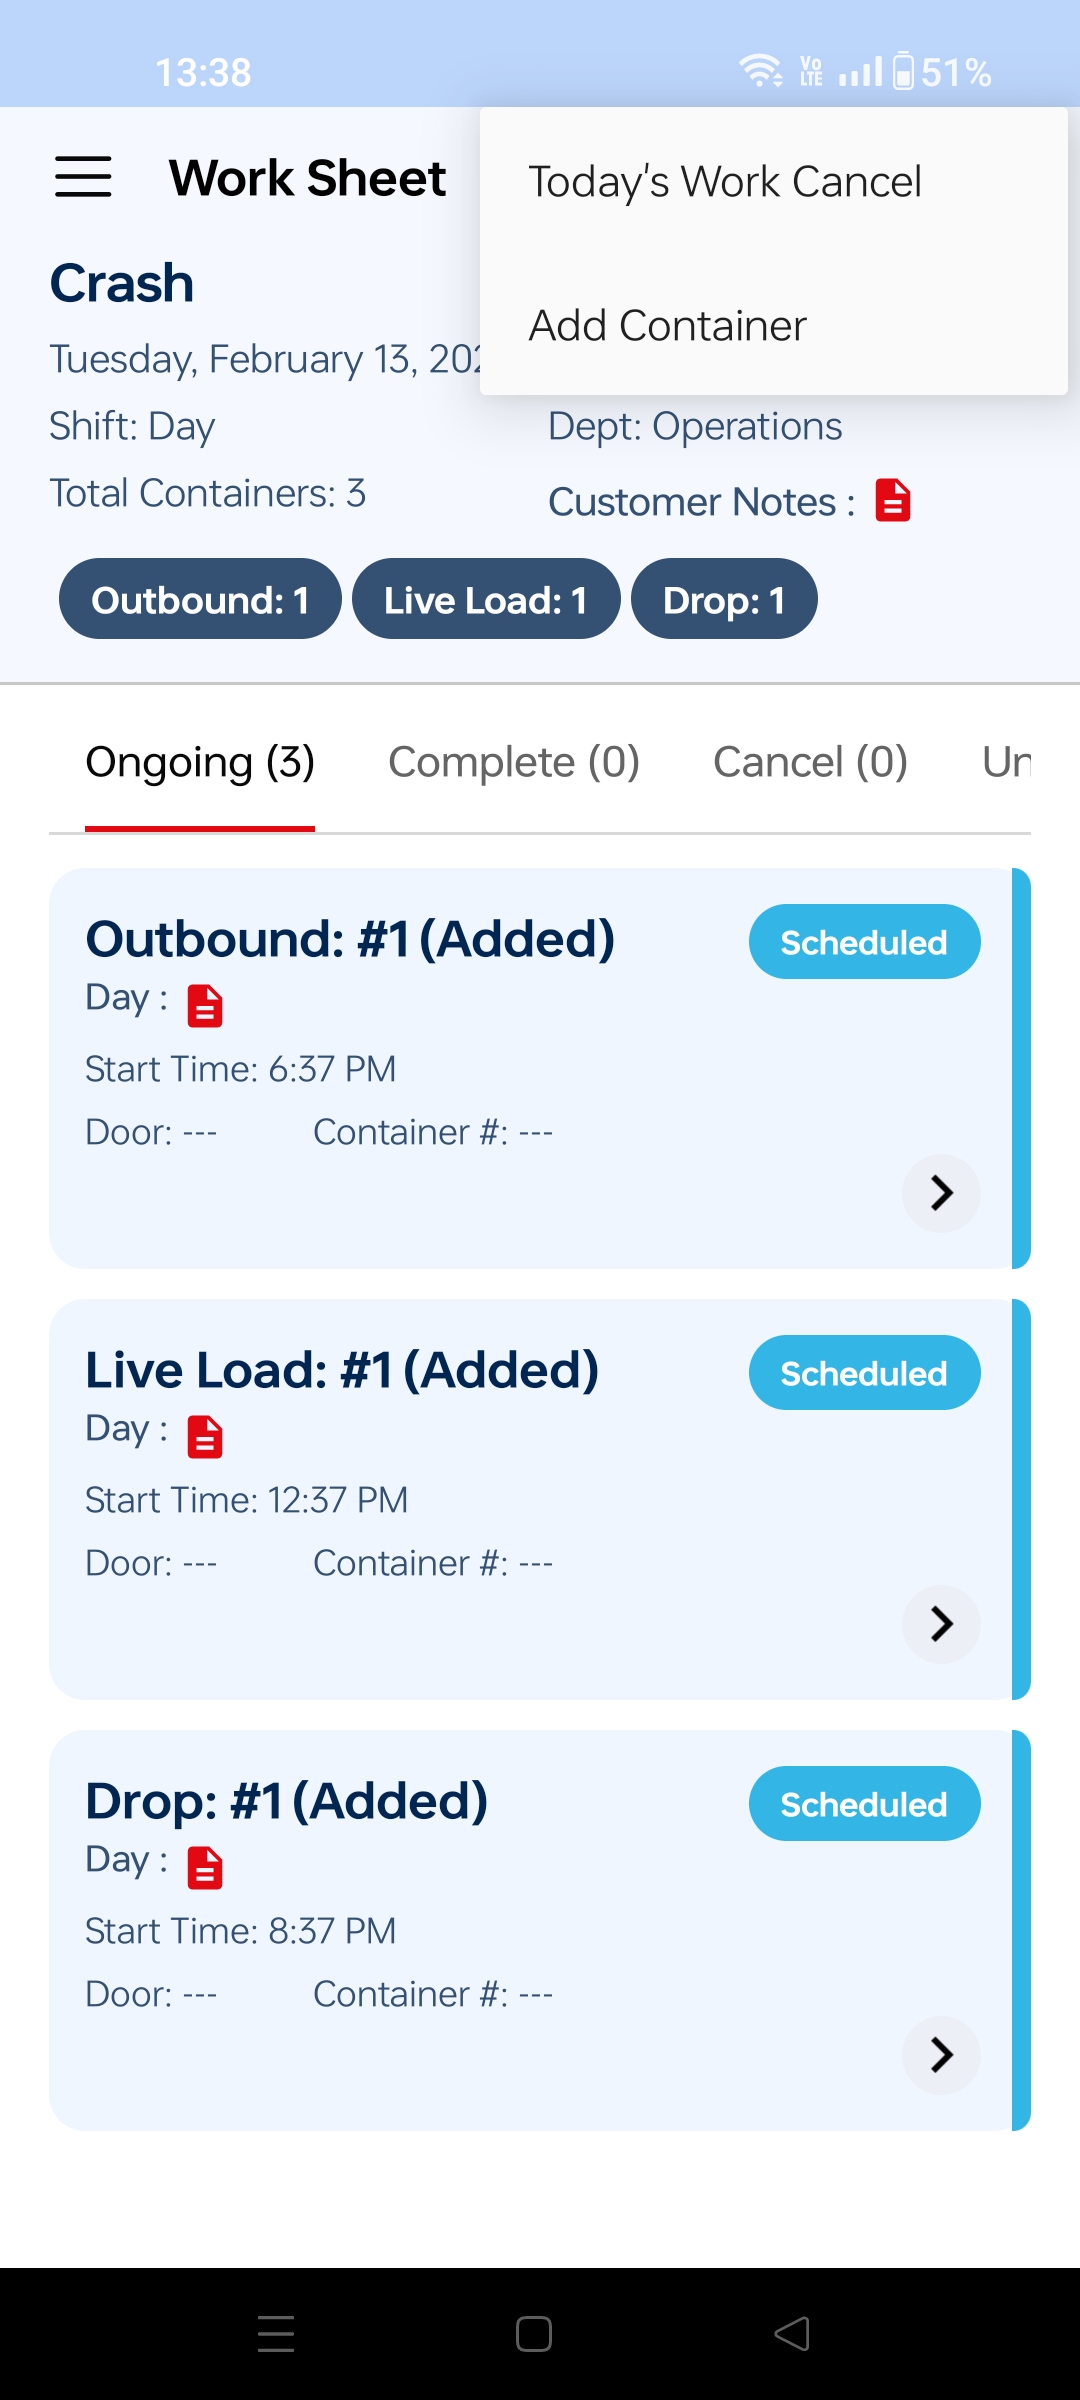 13:38
Vo LTE
51%
Work Sheet
Today's Work Cancel
Add Container
Crash
Tuesday, February 13,
Shift: Day
Dept: Operations
Total Containers: 3
Customer Notes :
Outbound: 1
Live Load: 1
Drop: 1
Ongoing (3)
Complete (0)
Cancel (0)
Outbound: #1 (Added)
Scheduled
Day :
Start Time: 6:37 PM
Door: ---
Container #: ---
Live Load: #1 (Added)
Scheduled
Day :
Start Time: 12:37 PM
Door: ---
Container #: ---
Drop: #1 (Added)
Scheduled
Day :
Start Time: 8:37 PM
Door: ---
Container #: ---